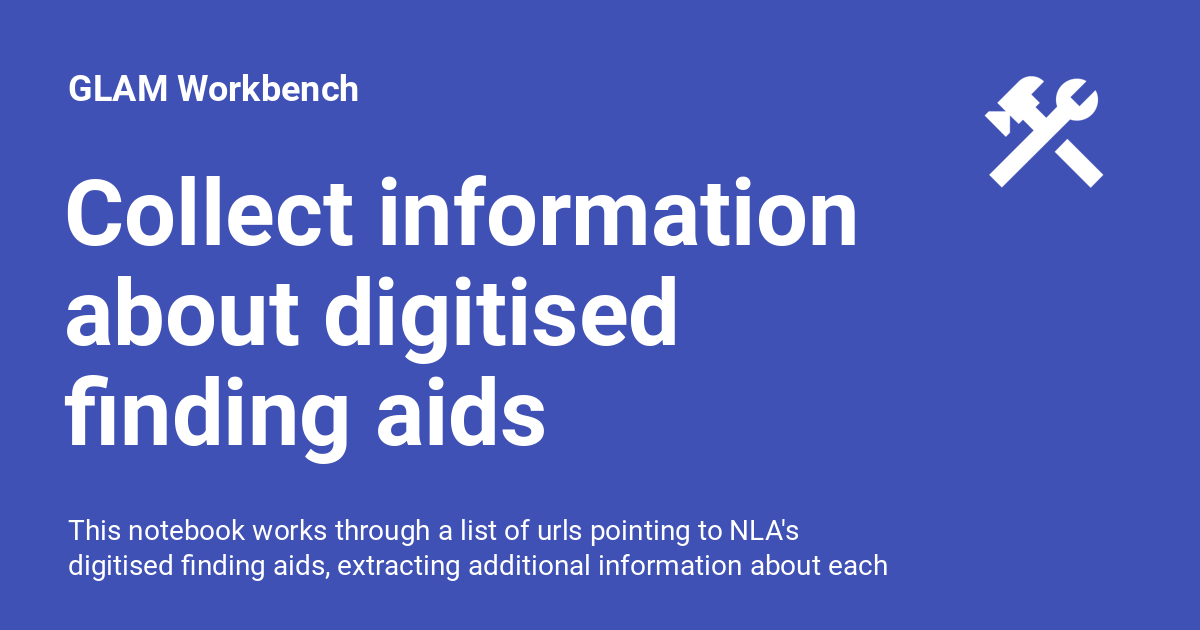 GLAM Workbench
Collect information
about digitised
finding aids
This notebook works through a list of urls pointing to NLA's
digitised finding aids, extracting additional information about each